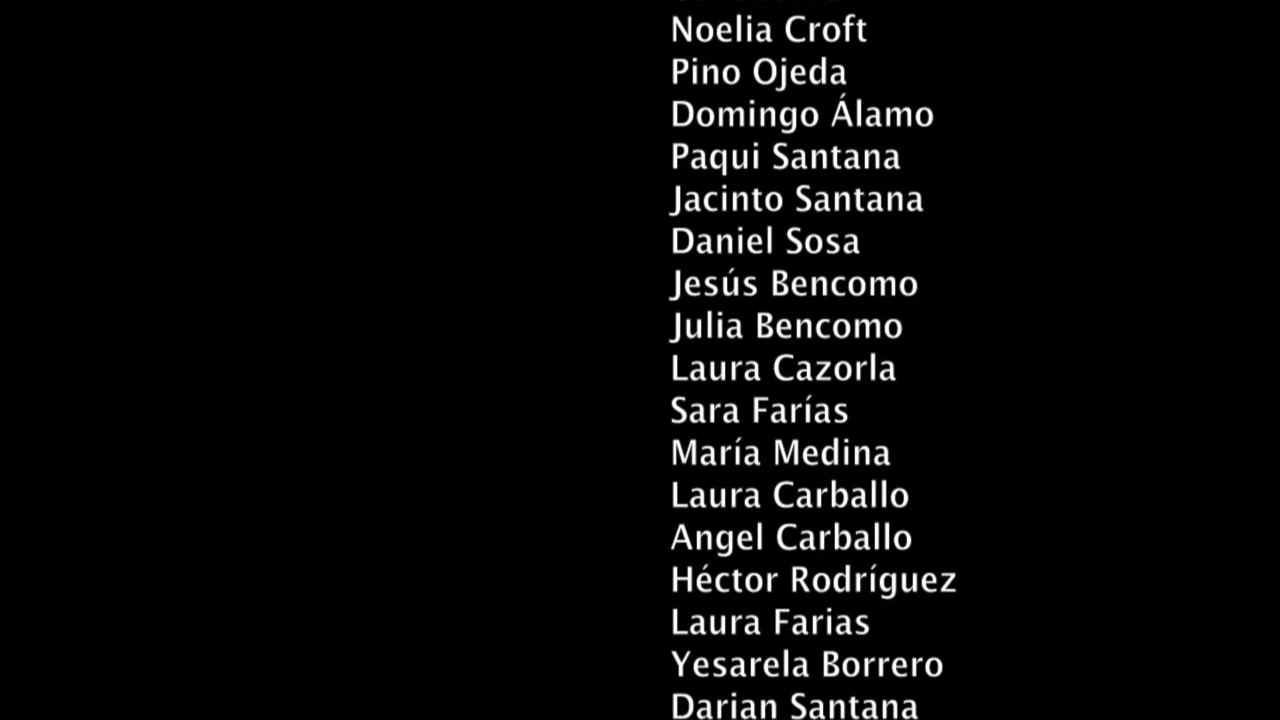 Noelia Croft
Pino Ojeda
Domingo Álamo
Paqui Santana
Jacinto Santana
Daniel Sosa
Jesús Bencomo
Julia Bencomo
Laura Cazorla
Sara Farías
María Medina
Laura Carballo
Angel Carballo
Héctor Rodríguez
Laura Farias
Yesarela Borrero
Darian Santana